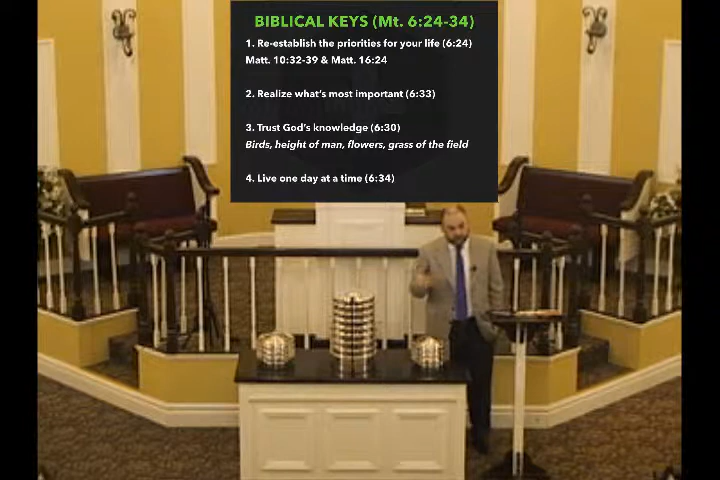 BIBLICAL KEYS (Mt. 6:24-34)
1. Re-establish the priorities for your life (6:24)
Matt. 10:32-39 & Matt. 16:24
2. Realize what's most important (6:33)
3. Trust God's knowledge (6:30)
Birds, height of man, flowers, grass of the field
4. Live one day at a time (6:34)